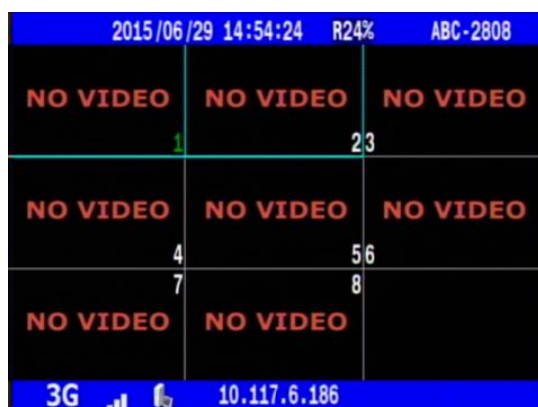 2015/06/29 14:54:24 R24% ABC-2808
NO VIDEO NO VIDEO NO VIDEO
1 2 3
NO VIDEO NO VIDEO NO VIDEO
4 5 6
7 8
NO VIDEO NO VIDEO
3G 10.117.6.186